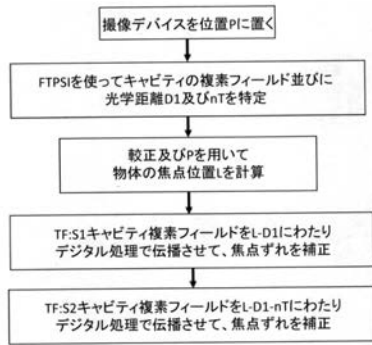 撮像デバイスを位置Pに置く
FTPSIを使ってキャビティの複素フィールド並びに
光学距離D1及びnTを特定
較正及びPを用いて
物体の焦点位置Lを計算
TF:S1キャビティ複素フィールドをL-D1にわたり
デジタル処理で伝播させて、焦点ずれを補正
TF:S2キャビティ複素フィールドをL-D1-nTにわたり
デジタル処理で伝播させて、焦点ずれを補正